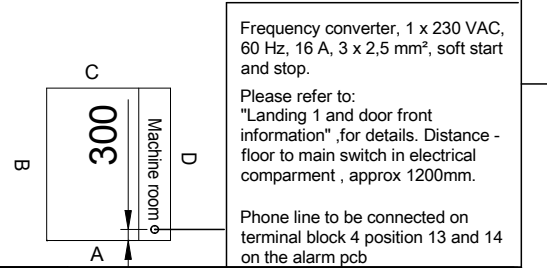 C
B
300
Machine room
D
A
Frequency converter, 1 x 230 VAC,
60 Hz, 16 A, 3 x 2,5 mm², soft start
and stop.
Please refer to:
"Landing 1 and door front
information" ,for details. Distance -
floor to main switch in electrical
comparment , approx 1200mm.
Phone line to be connected on
terminal block 4 position 13 and 14
on the alarm pcb